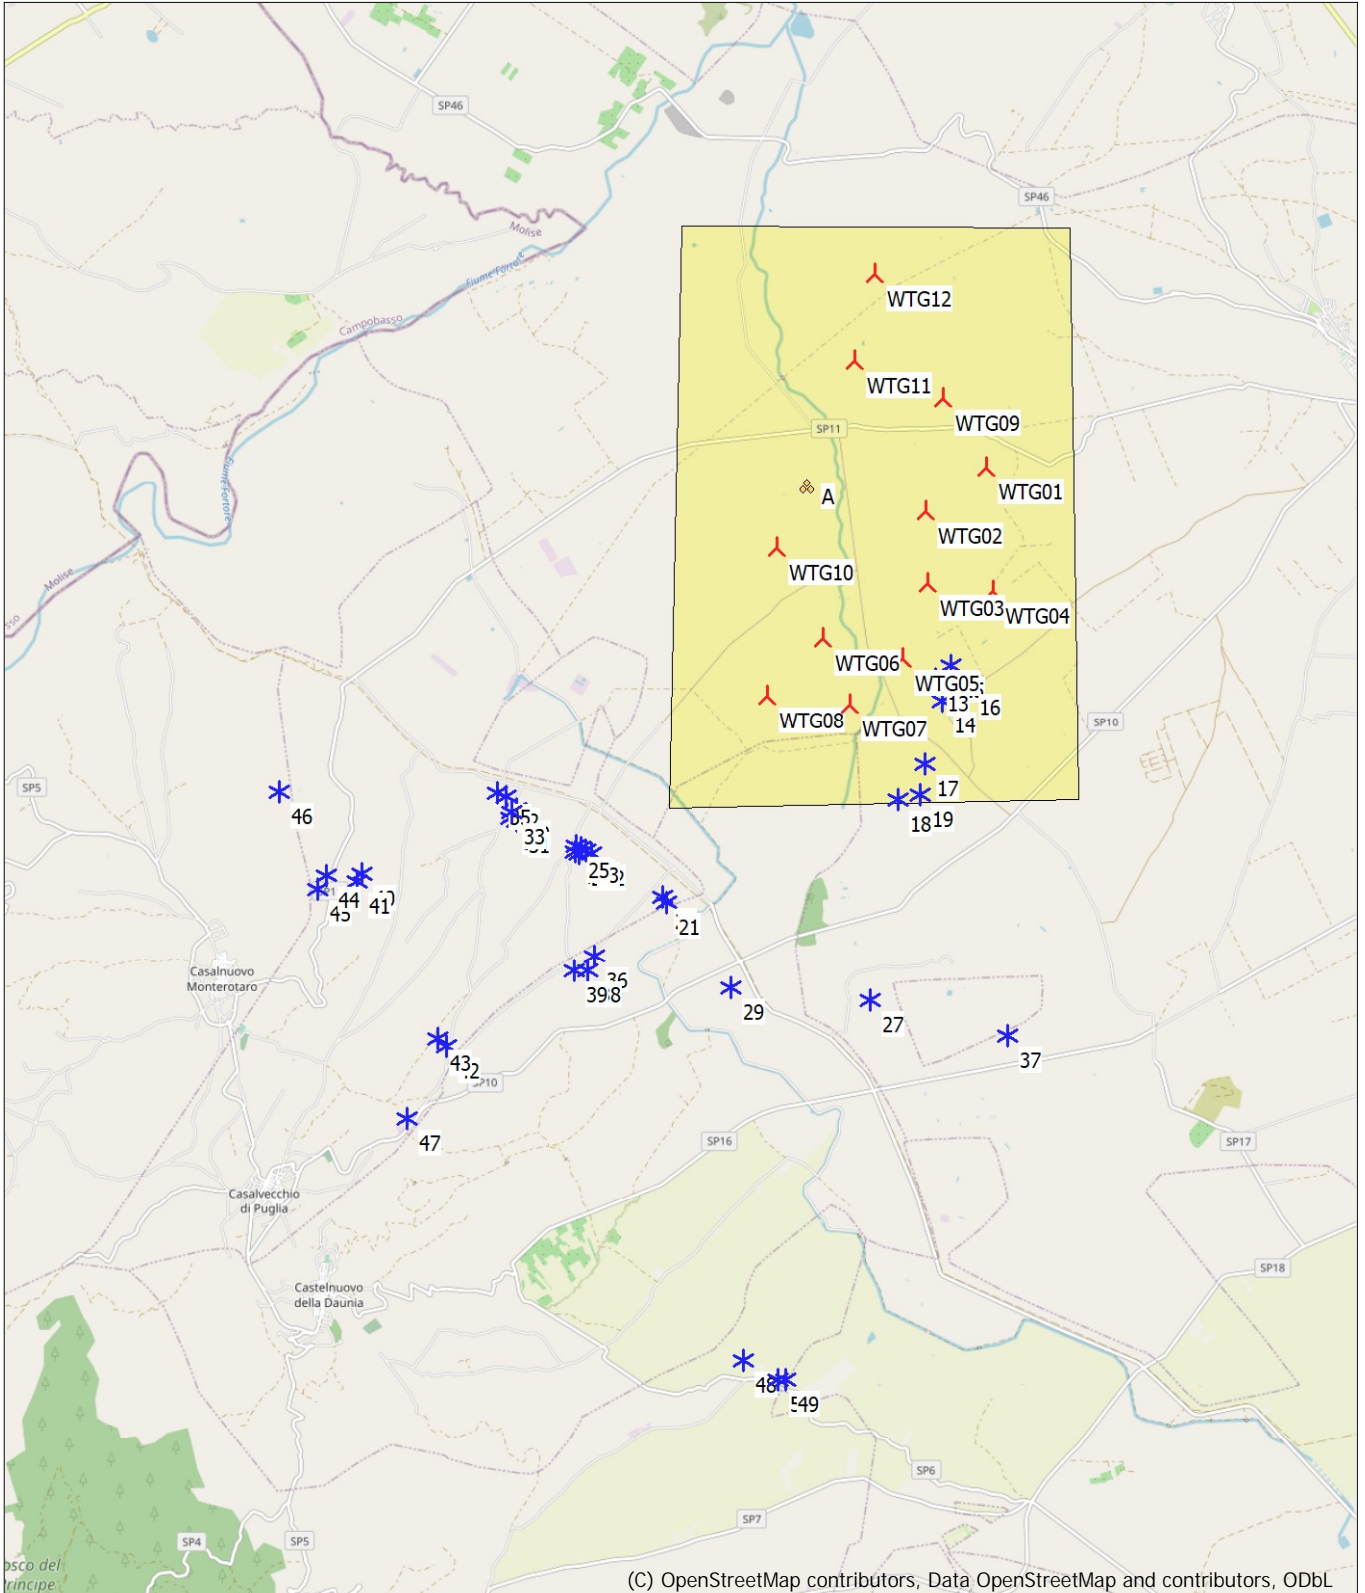 SP46
SP46
Molise
Fiume Fortore
Campobasso
WTG12
WTG11
WTG09
SP11
WTG01
A
WTG02
Fiume Fortore
WTG10
Molise
WTG03
WTG04
WTG06
WTG05
13
16
14
WTG08
WTG07
SP10
SP5
17
18
19
46
33
25
44
45
41
21
Casalnuovo
Monterotaro
36
39
29
27
43
37
SP10
47
SP16
SP17
Casalvecchio
di Puglia
SP18
Castelnuovo
della Daunia
48
49
SP6
SP7
SP4
SP5
(C) OpenStreetMap contributors, Data OpenStreetMap and contributors, ODbL